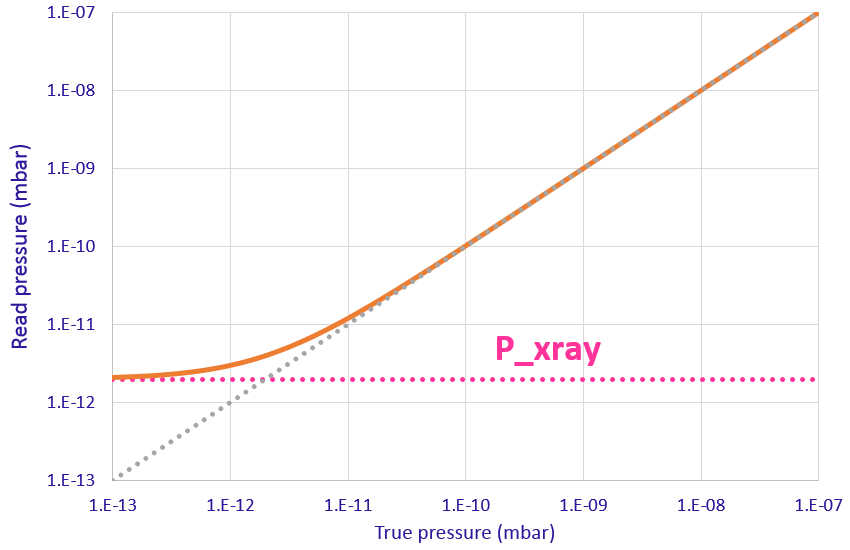 1.E-07
1.E-08
1.E-09
1.E-10
1.E-11
1.E-12
1.E-13
Read pressure (mbar)
P_xray
1.E-13 1.E-12 1.E-11 1.E-10 1.E-09 1.E-08 1.E-07
True pressure (mbar)